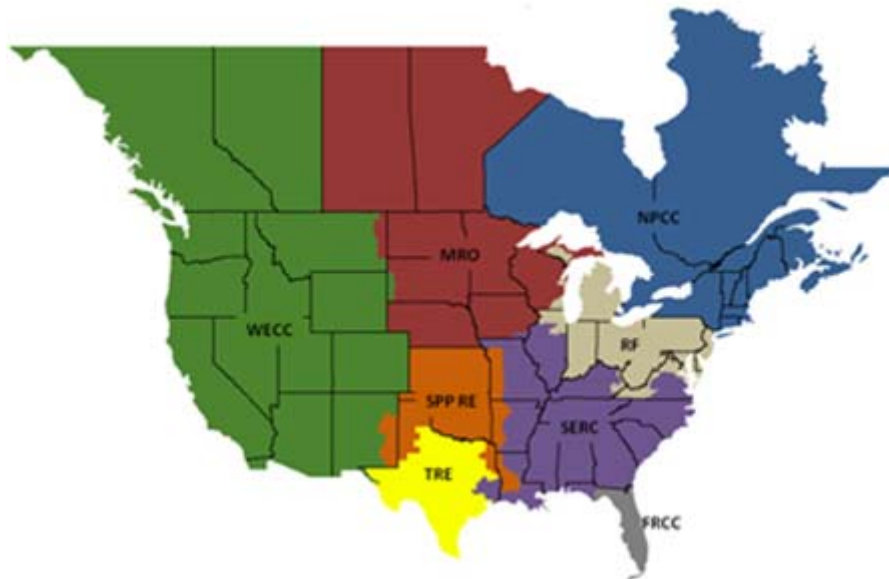 NPCC
MRO
WECC
RF
SPP RE
SERC
TRE
FRCC